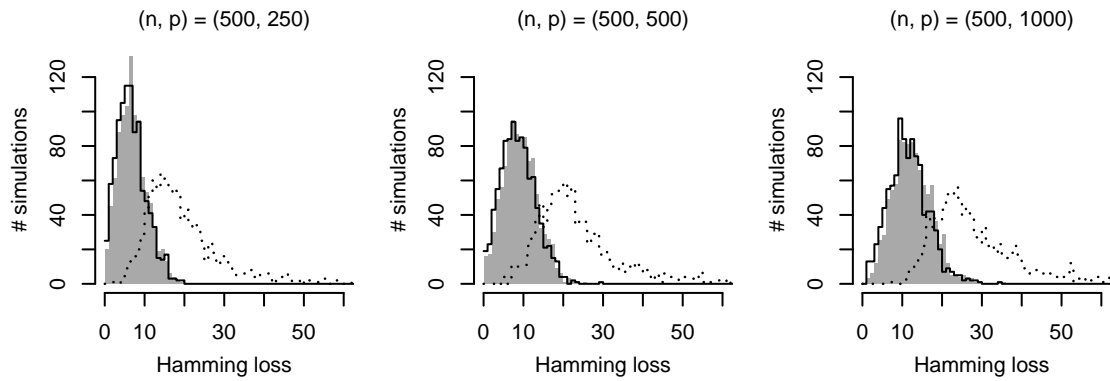 (n, p) = (500, 250)
# simulations
0 40 80 120
0 10 30 50
Hamming loss
(n, p) = (500, 500)
# simulations
0 40 80 120
0 10 30 50
Hamming loss
(n, p) = (500, 1000)
# simulations
0 40 80 120
0 10 30 50
Hamming loss